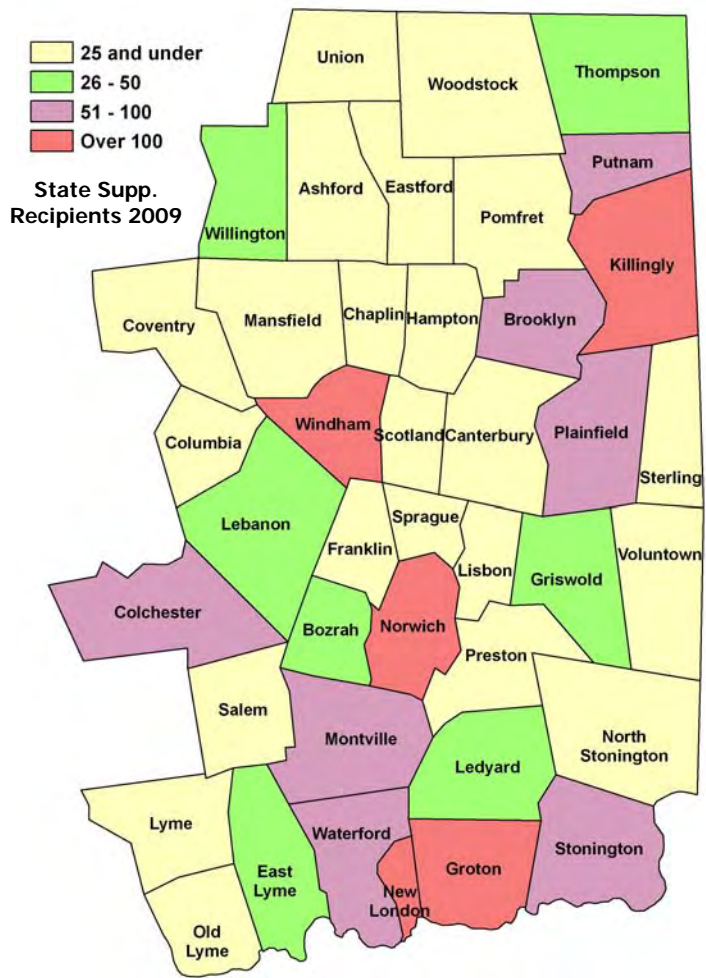 25 and under
26 - 50
51 - 100
Over 100
State Supp.
Recipients 2009
Union
Woodstock
Thompson
Putnam
Ashford
Eastford
Pomfret
Willington
Killingly
Coventry
Mansfield
Chaplin
Hampton
Brooklyn
Windham
Scotland
Canterbury
Plainfield
Columbia
Sterling
Lebanon
Sprague
Franklin
Lisbon
Voluntown
Griswold
Colchester
Bozrah
Norwich
Preston
Salem
Montville
North
Stonington
Ledyard
Lyme
Waterford
Stonington
East
Lyme
New
London
Groton
Old
Lyme